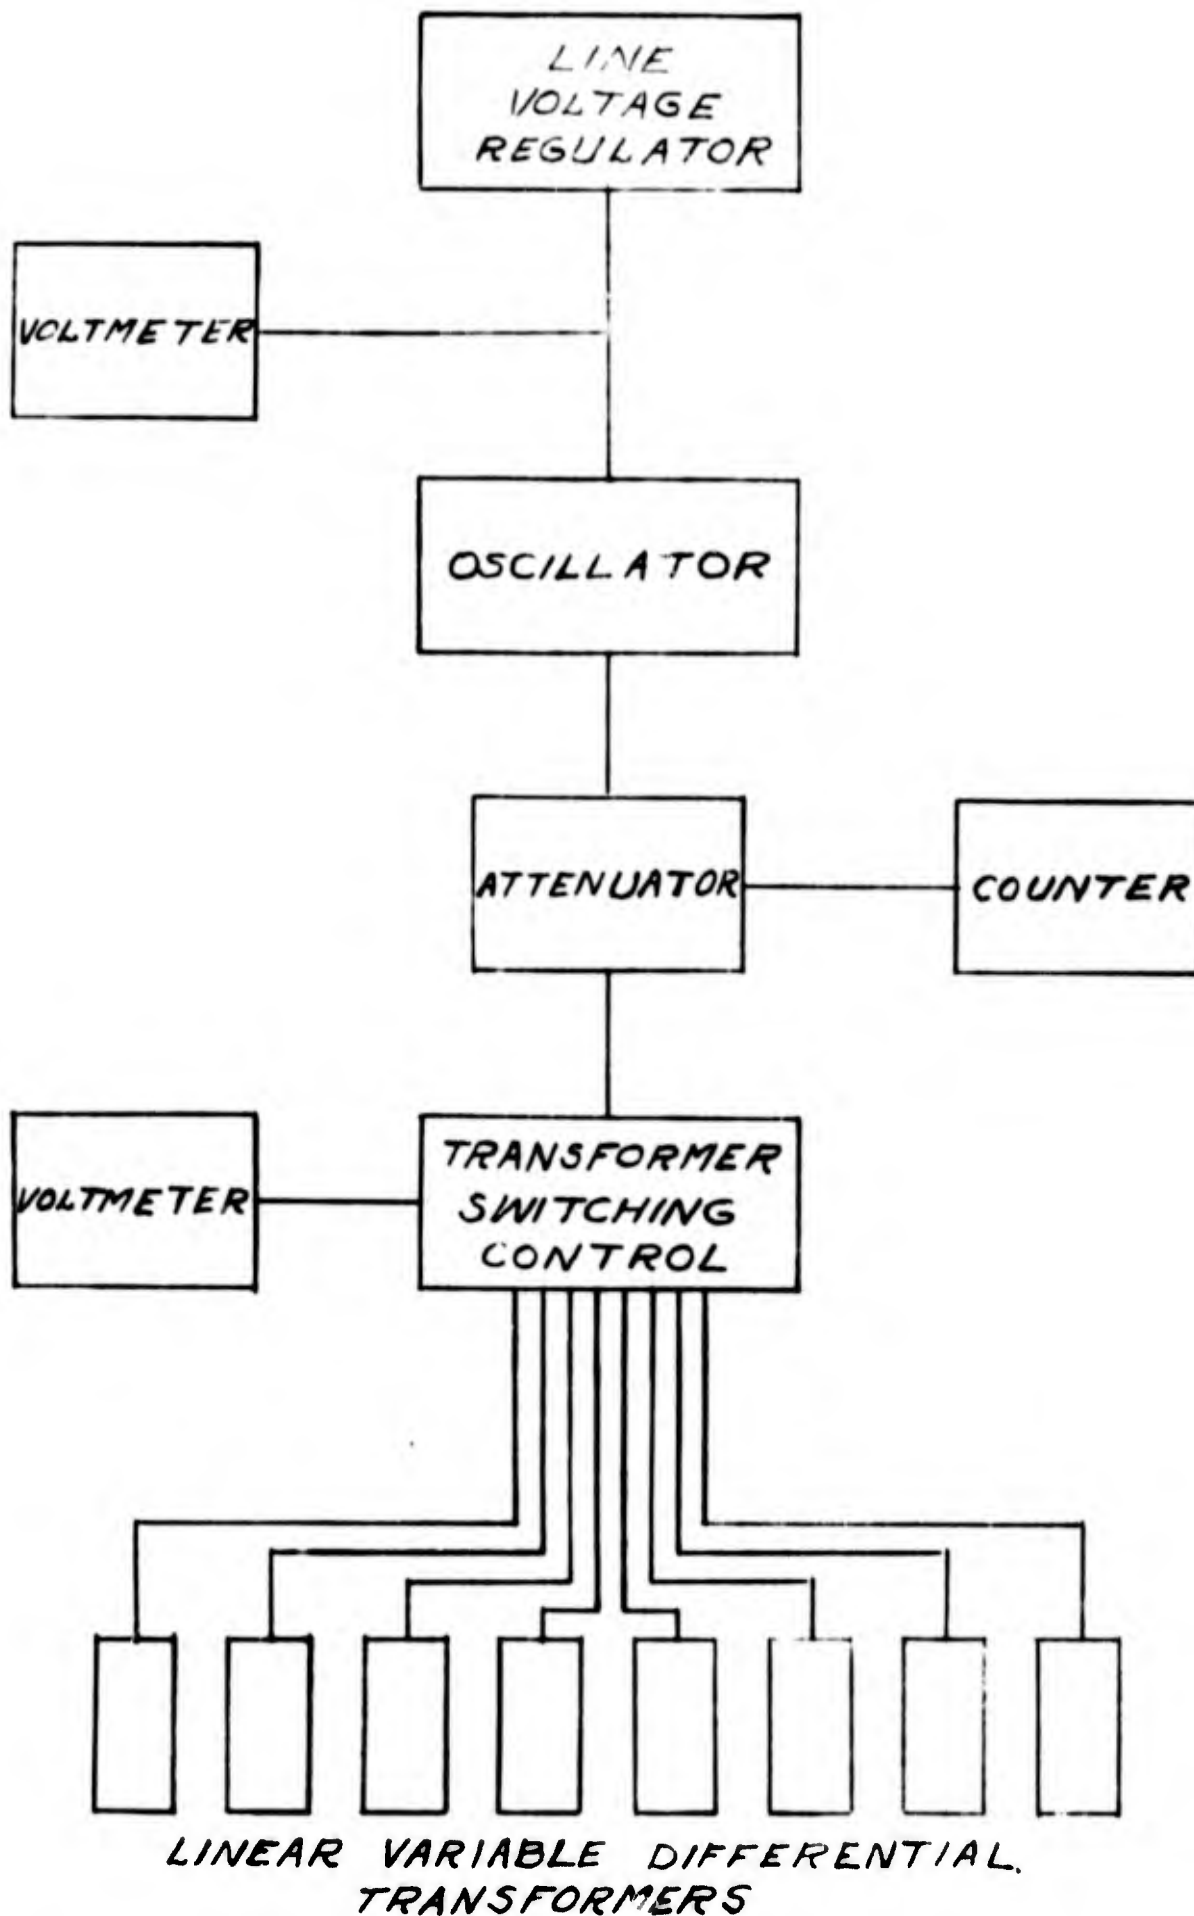 LINE
VOLTAGE
REGULATOR
VOLTMETER
OSCILLATOR
ATTENUATOR
COUNTER
VOLTMETER
TRANSFORMER
SWITCHING
CONTROL
LINEAR VARIABLE DIFFERENTIAL.
TRANSFORMERS